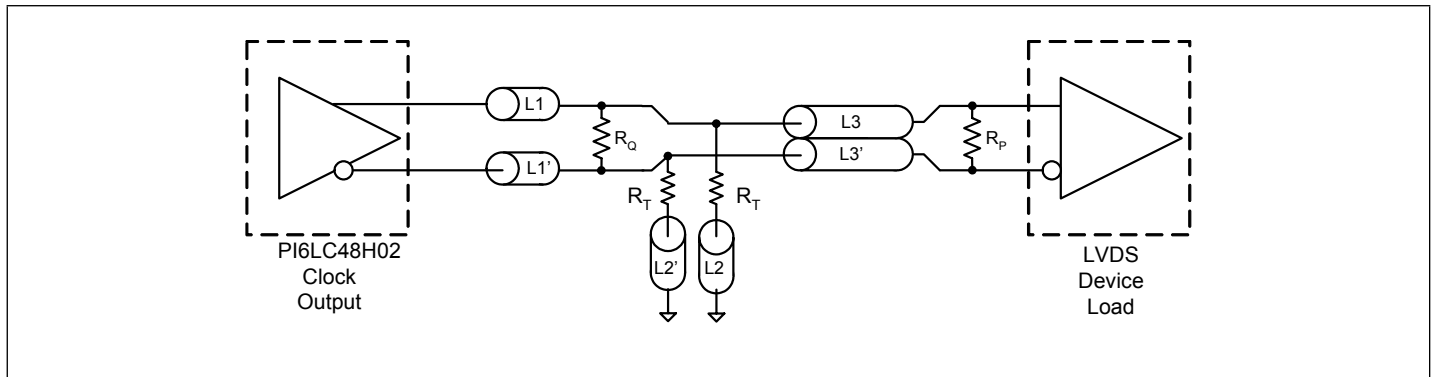 L1
L1'
R_Q
R_T
R_T
L2'
L2
L3
L3'
R_P
PI6LC48H02
Clock
Output
LVDS
Device
Load